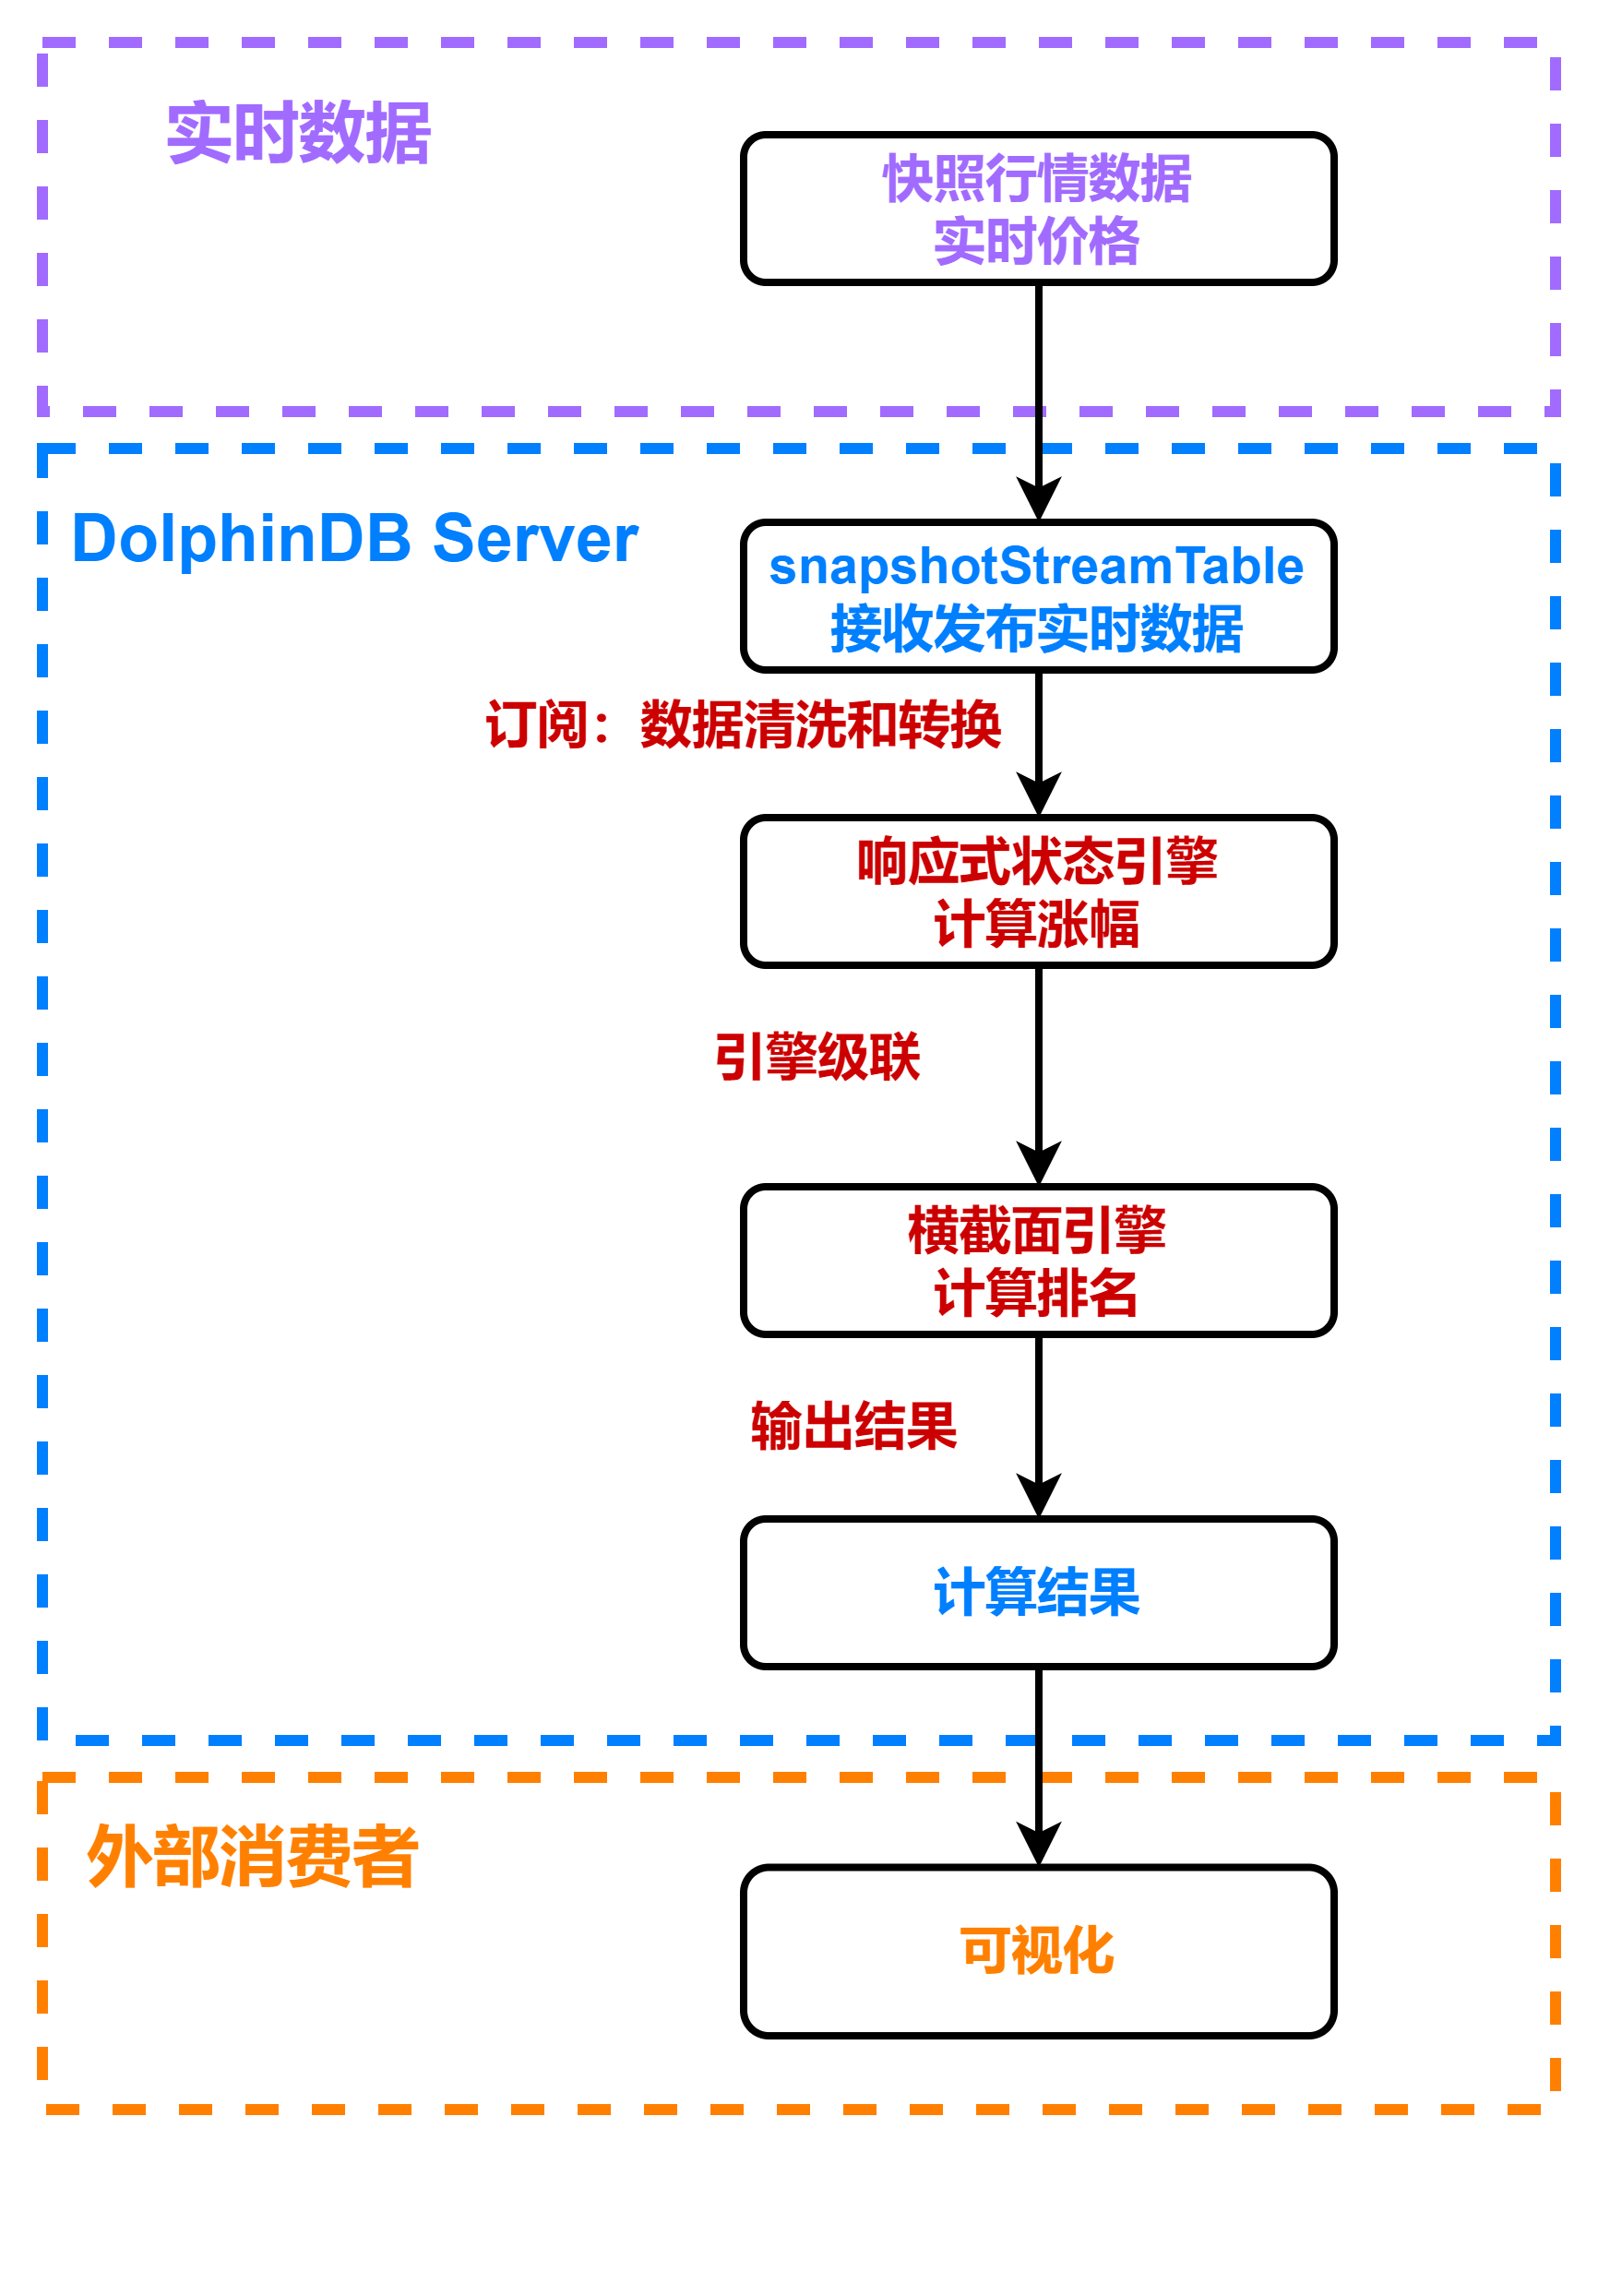 实时数据
快照行情数据
实时价格
DolphinDB Server
snapshotStreamTable
接收发布实时数据
订阅：数据清洗和转换
响应式状态引擎
计算涨幅
引擎级联
横截面引擎
计算排名
输出结果
计算结果
外部消费者
可视化